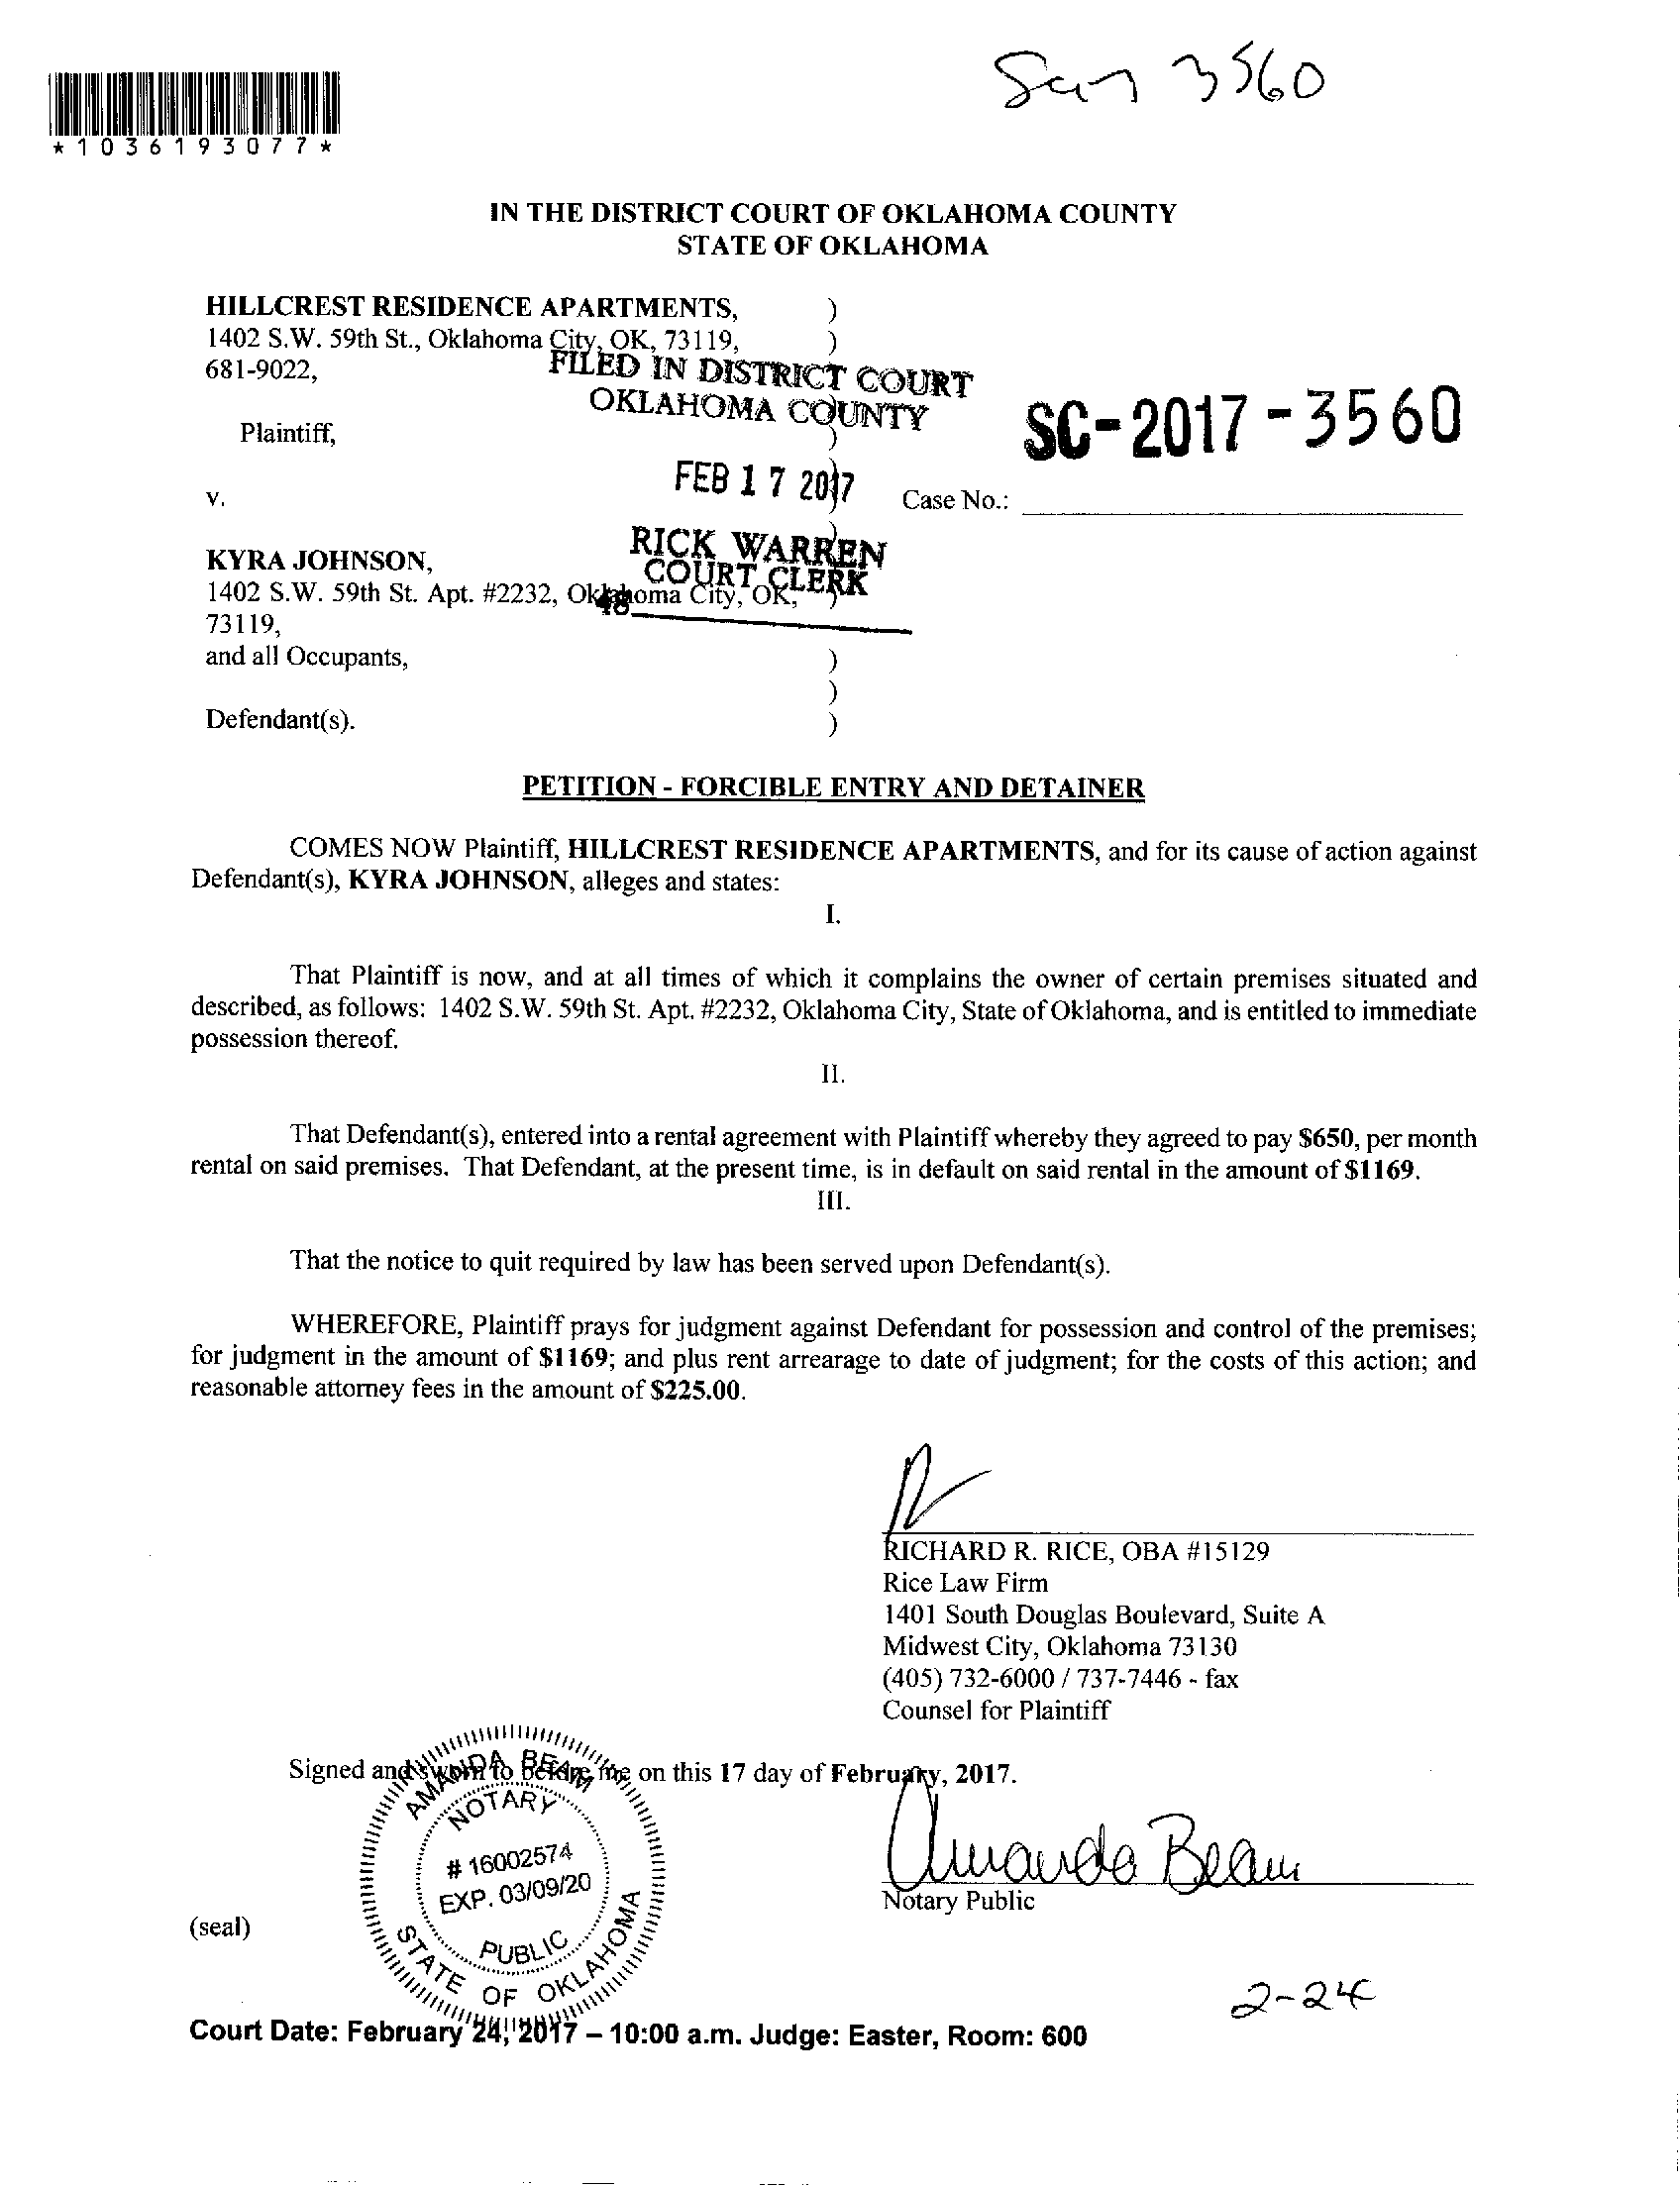 San 3560
*1036193077*
IN THE DISTRICT COURT OF OKLAHOMA COUNTY
STATE OF OKLAHOMA
HILLCREST RESIDENCE APARTMENTS, )
1402 S.W. 59th St., Oklahoma City, OK, 73119, )
681-9022,
FILED IN DISTRICT COURT
OKLAHOMA COUNTY
SC-2017-3560
Plaintiff, )
FEB 17 2017
v. ) Case No.:
RICK WARREN
COURT CLERK
KYRA JOHNSON, )
1402 S.W. 59th St. Apt. #2232, Oklahoma City, OK, )
48
73119,
and all Occupants, )
)
Defendant(s). )
PETITION - FORCIBLE ENTRY AND DETAINER
COMES NOW Plaintiff, HILLCREST RESIDENCE APARTMENTS, and for its cause of action against
Defendant(s), KYRA JOHNSON, alleges and states:
I.
That Plaintiff is now, and at all times of which it complains the owner of certain premises situated and
described, as follows: 1402 S.W. 59th St. Apt. #2232, Oklahoma City, State of Oklahoma, and is entitled to immediate
possession thereof.
II.
That Defendant(s), entered into a rental agreement with Plaintiff whereby they agreed to pay $650, per month
rental on said premises. That Defendant, at the present time, is in default on said rental in the amount of $1169.
III.
That the notice to quit required by law has been served upon Defendant(s).
WHEREFORE, Plaintiff prays for judgment against Defendant for possession and control of the premises;
for judgment in the amount of $1169; and plus rent arrearage to date of judgment; for the costs of this action; and
reasonable attorney fees in the amount of $225.00.
RICHARD R. RICE, OBA #15129
Rice Law Firm
1401 South Douglas Boulevard, Suite A
Midwest City, Oklahoma 73130
(405) 732-6000 / 737-7446 - fax
Counsel for Plaintiff
Signed and sworn to before me on this 17 day of February, 2017.
AMANDA BEAM
NOTARY
# 16002574
EXP. 03/09/20
PUBLIC
STATE OF OKLAHOMA
Amanda Beam
Notary Public
(seal)
2-24
Court Date: February 24, 2017 – 10:00 a.m. Judge: Easter, Room: 600